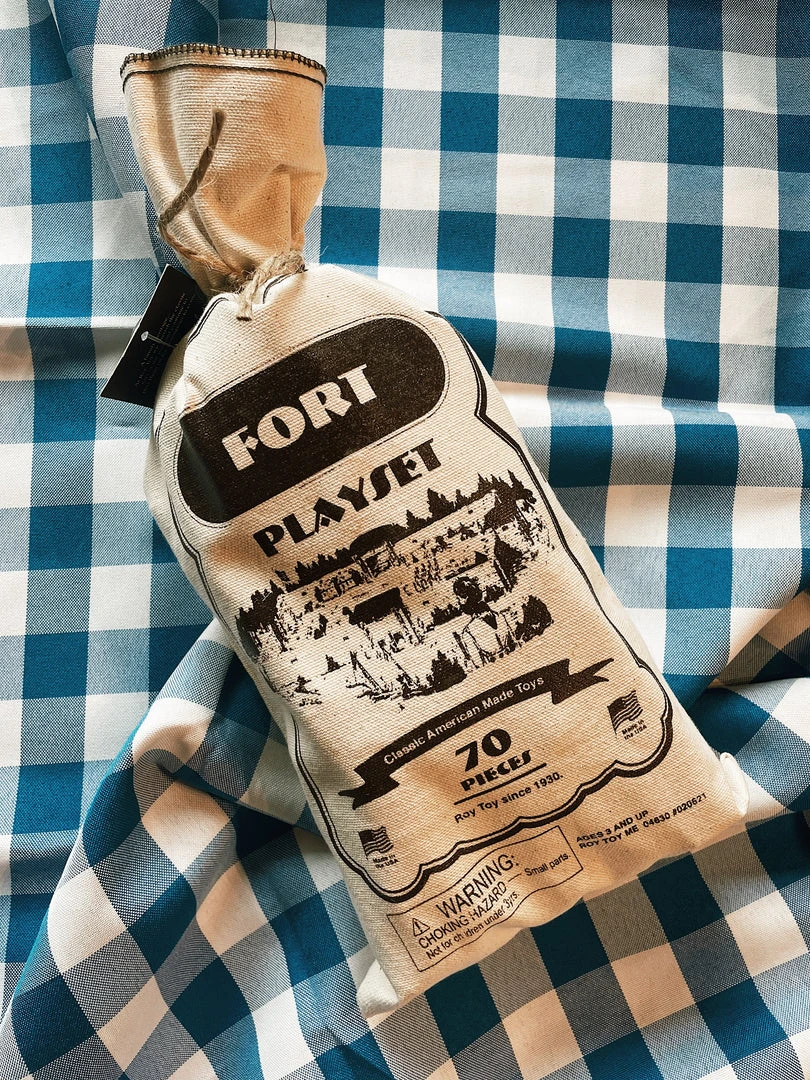 FORT
PLAYSET
Classic American Made Toys
70
PIECES
Roy Toy since 1930.
Made in
the USA
Made in
the USA
AGES 3 AND UP
ROY TOY ME 04630 #020621
WARNING:
CHOKING HAZARD Small parts.
Not for children under 3yrs.